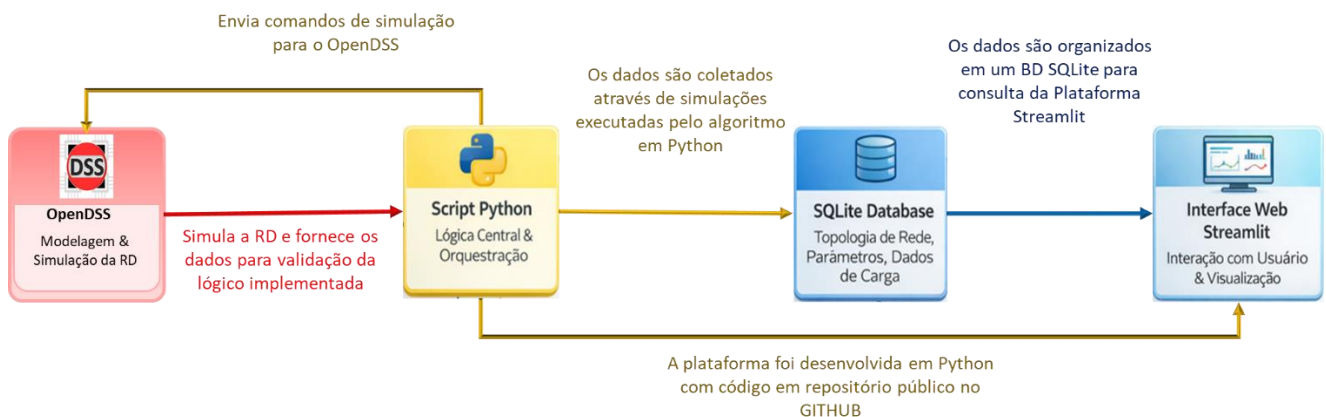 Envia comandos de simulação
para o OpenDSS
Os dados são coletados
através de simulações
executadas pelo algoritmo
em Python
Os dados são organizados
em um BD SQLite para
consulta da Plataforma
Streamlit
DSS
OpenDSS
Modelagem &
Simulação da RD
Simula a RD e fornece os
dados para validação da
lógico implementada
Script Python
Lógica Central &
Orquestração
SQLite Database
Topologia de Rede,
Parâmetros, Dados
de Carga
Interface Web
Streamlit
Interação com Usuário
& Visualização
A plataforma foi desenvolvida em Python
com código em repositório público no
GITHUB